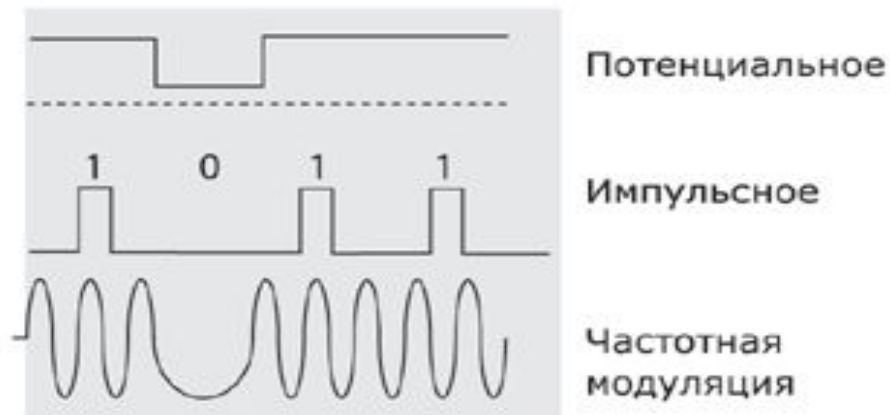 Потенциальное
1 0 1 1
Импульсное
Частотная
модуляция